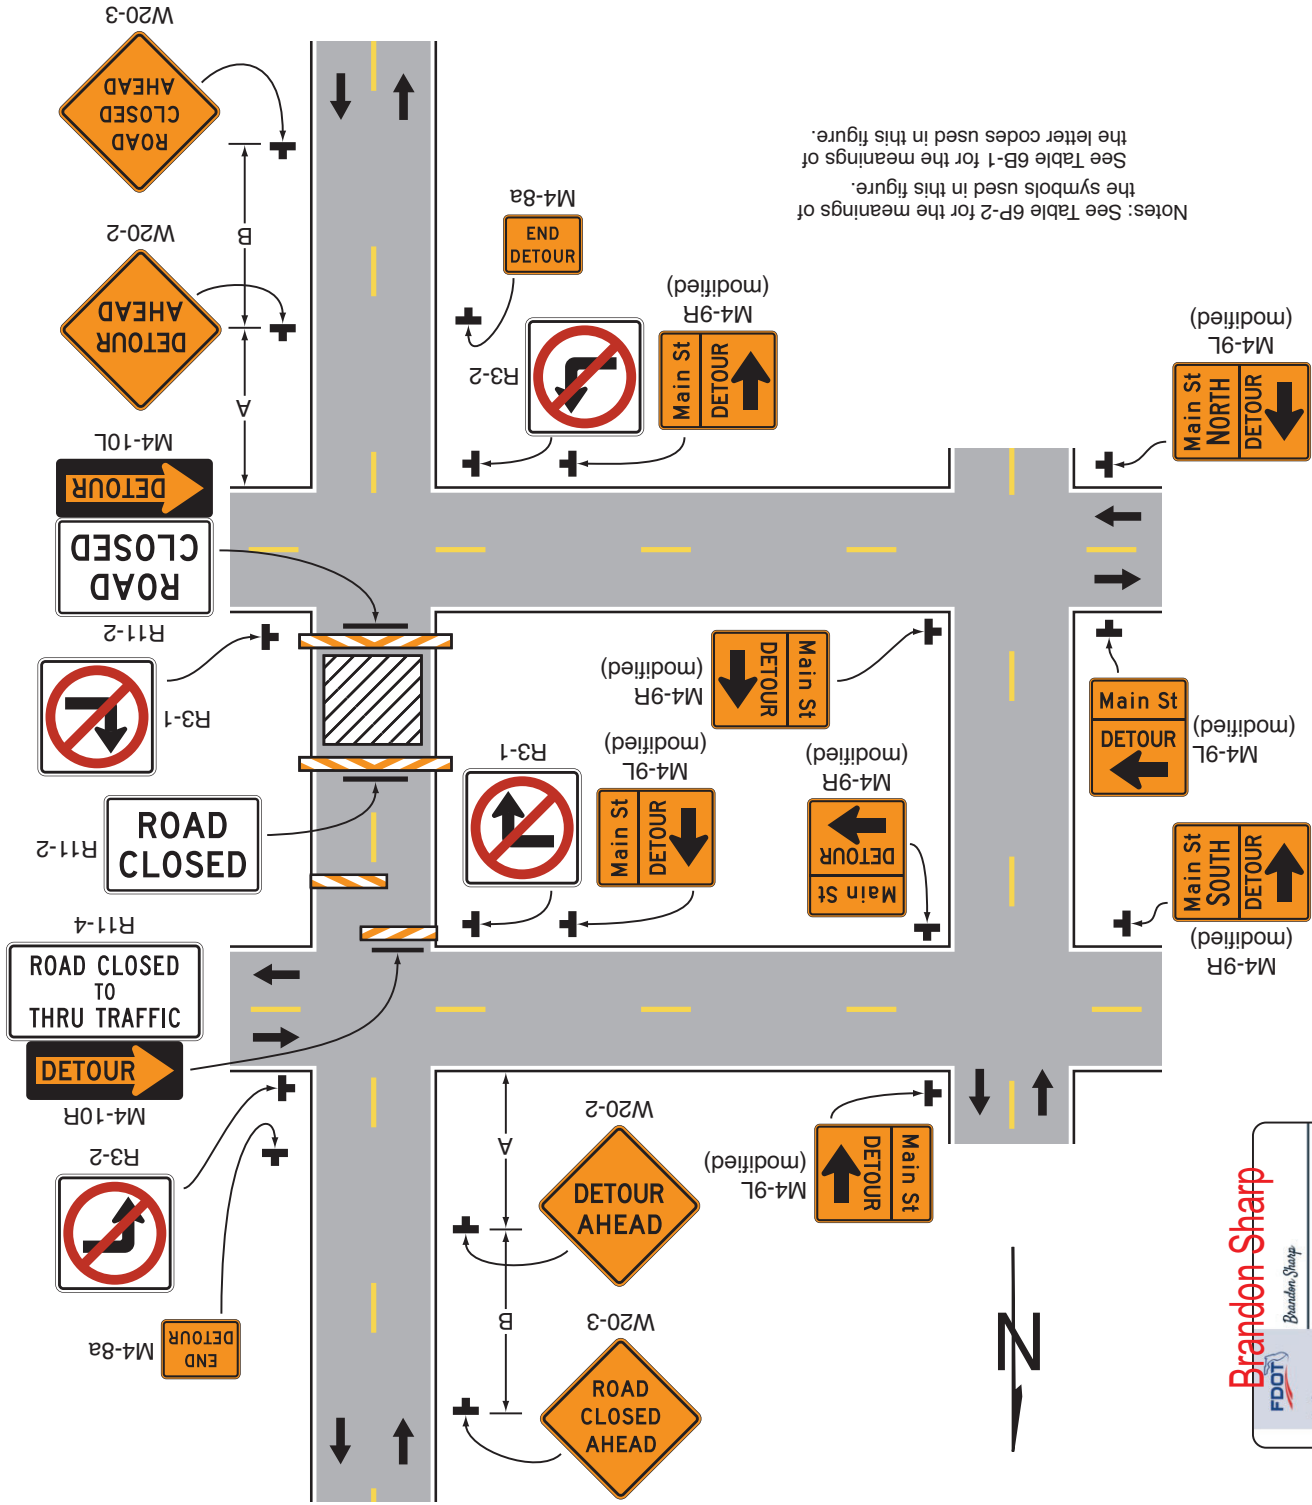 W20-3
ROAD
CLOSED
AHEAD
B
W20-2
DETOUR
AHEAD
A
M4-10L
DETOUR
ROAD
CLOSED
R11-2
R3-1
ROAD
CLOSED
R11-2
R11-4
ROAD CLOSED
TO
THRU TRAFFIC
DETOUR
M4-10R
R3-2
END
DETOUR
M4-8a
Notes: See Table 6P-2 for the meanings of
the symbols used in this figure.
See Table 6B-1 for the meanings of
the letter codes used in this figure.
M4-8a
END
DETOUR
R3-2
Main St
DETOUR
M4-9R
(modified)
M4-9L
(modified)
Main St
NORTH
DETOUR
Main St
DETOUR
M4-9R
(modified)
R3-1
Main St
DETOUR
M4-9L
(modified)
Main St
DETOUR
M4-9R
(modified)
Main St
DETOUR
M4-9L
(modified)
Main St
SOUTH
DETOUR
M4-9R
(modified)
Main St
DETOUR
M4-9L
(modified)
A
W20-2
DETOUR
AHEAD
B
W20-3
ROAD
CLOSED
AHEAD
N
Brandon Sharp
Brandon Sharp
FDOT